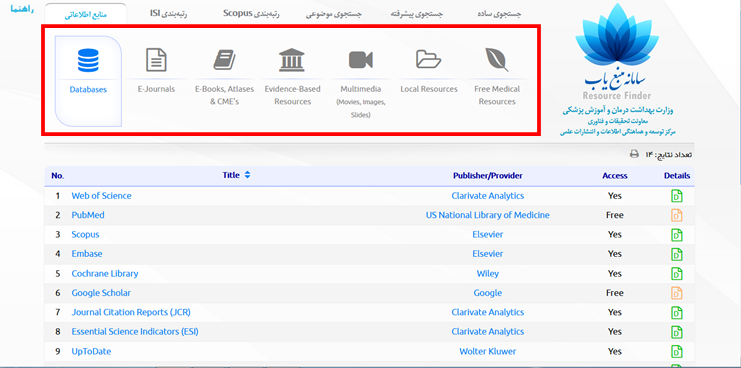 راهنما
منابع اطلاعاتی
رتبه‌بندی ISI
رتبه‌بندی Scopus
جستجوی موضوعی
جستجوی پیشرفته
جستجوی ساده
Databases
E-Journals
E-Books, Atlases
& CME's
Evidence-Based
Resources
Multimedia
(Movies, Images,
Slides)
Local Resources
Free Medical
Resources
سامانه منبع یاب
Resource Finder
وزارت بهداشت درمان و آموزش پزشکی
معاونت تحقیقات و فناوری
مرکز توسعه و هماهنگی اطلاعات و انتشارات علمی
تعداد نتایج: ۱۴
No. Title Publisher/Provider Access Details
1 Web of Science Clarivate Analytics Yes
2 PubMed US National Library of Medicine Free
3 Scopus Elsevier Yes
4 Embase Elsevier Yes
5 Cochrane Library Wiley Yes
6 Google Scholar Google Free
7 Journal Citation Reports (JCR) Clarivate Analytics Yes
8 Essential Science Indicators (ESI) Clarivate Analytics Yes
9 UpToDate Wolter Kluwer Yes